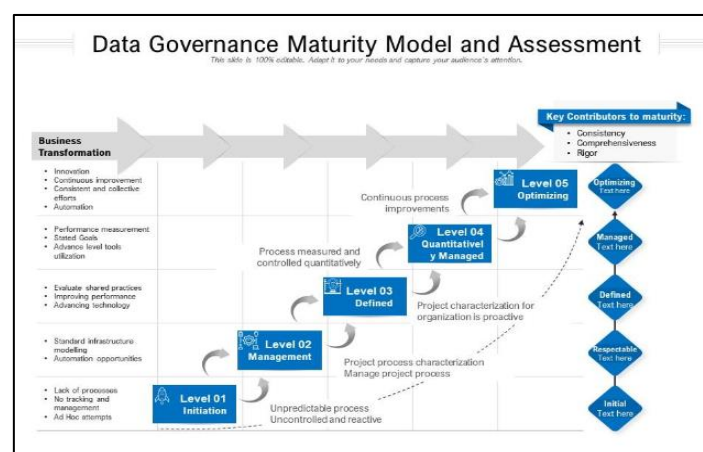 Data Governance Maturity Model and Assessment
This slide is 100% editable. Adapt it to your needs and capture your audience's attention.
Key Contributors to maturity:
• Consistency
• Comprehensiveness
• Rigor
Business
Transformation
• Innovation
• Continuous improvement
• Consistent and collective
efforts
• Automation
Continuous process
improvements
Level 05
Optimizing
Optimizing
Text here
• Performance measurement
• Stated Goals
• Advance level tools
utilization
Process measured and
controlled quantitatively
Level 04
Quantitativel
y Managed
Managed
Text here
• Evaluate shared practices
• Improving performance
• Advancing technology
Level 03
Defined
Project characterization for
organization is proactive
Defined
Text here
• Standard infrastructure
modelling
• Automation opportunities
Level 02
Management
Project process characterization
Manage project process
Respectable
Text here
• Lack of processes
• No tracking and
management
• Ad Hoc attempts
Level 01
Initiation
Unpredictable process
Uncontrolled and reactive
Initial
Text here